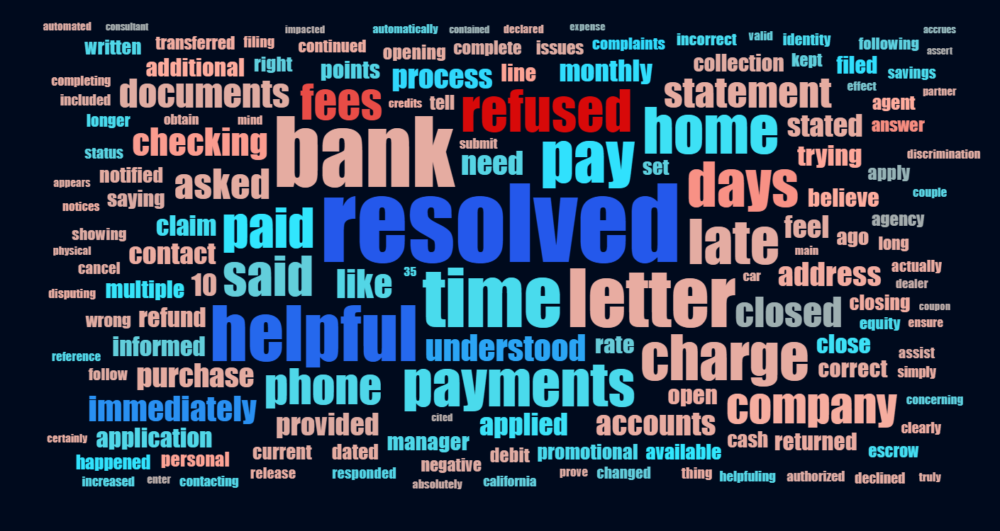 automated consultant impacted automatically contained declared expense accrues
written transferred filing continued opening complete issues complaints incorrect valid identity following assert
additional right points process line monthly collection kept filed savings
completing documents fees credits tell refused statement effect partner
included agent
longer obtain mind bank home stated answer
checking submit pay
status need set days trying discrimination
appears notified asked apply
notices saying resolved believe couple
showing claim paid late feel ago agency long
physical contact main
cancel said like 35 time letter car address actually
disputing multiple 10 dealer
wrong refund helpful closed closing coupon
equity ensure
reference informed understood rate charge close assist
follow purchase phone payments correct simply
immediately open company concerning
certainly application provided cited applied accounts cash returned clearly
happened personal current dated manager debit promotional available escrow
increased enter contacting release responded negative absolutely california prove changed thing helpfuling authorized declined truly